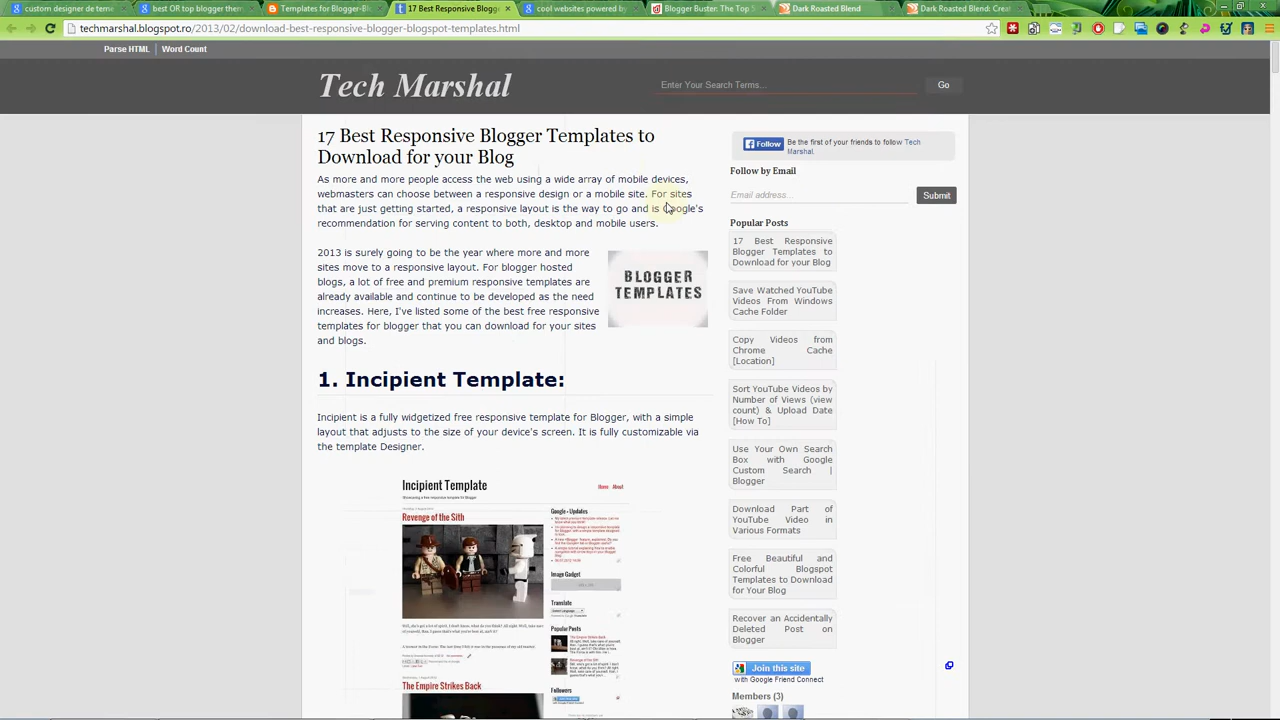 custom designer de teme
best OR top blogger them
Templates for Blogger-Blo
17 Best Responsive Blogge
cool websites powered by
Blogger Buster: The Top 5
Dark Roasted Blend
Dark Roasted Blend: Crea
techmarshal.blogspot.ro/2013/02/download-best-responsive-blogger-blogspot-templates.html
Parse HTML
Word Count
Tech Marshal
Enter Your Search Terms...
Go
17 Best Responsive Blogger Templates to
Download for your Blog
As more and more people access the web using a wide array of mobile devices,
webmasters can choose between a responsive design or a mobile site. For sites
that are just getting started, a responsive layout is the way to go and is Google's
recommendation for serving content to both, desktop and mobile users.
2013 is surely going to be the year where more and more
sites move to a responsive layout. For blogger hosted
blogs, a lot of free and premium responsive templates are
already available and continue to be developed as the need
increases. Here, I've listed some of the best free responsive
templates for blogger that you can download for your sites
and blogs.
BLOGGER
TEMPLATES
1. Incipient Template:
Incipient is a fully widgetized free responsive template for Blogger, with a simple
layout that adjusts to the size of your device's screen. It is fully customizable via
the template Designer.
Incipient Template
Home About
Revenge of the Sith
Google+ Updates
Image Gadget
Translate
Popular Posts
The Empire Strikes Back
Revenge of the Sith
Followers
The Empire Strikes Back
Follow
Be the first of your friends to follow Tech
Marshal.
Follow by Email
Email address...
Submit
Popular Posts
17 Best Responsive
Blogger Templates to
Download for your Blog
Save Watched YouTube
Videos From Windows
Cache Folder
Copy Videos from
Chrome Cache
[Location]
Sort YouTube Videos by
Number of Views (view
count) & Upload Date
[How To]
Use Your Own Search
Box with Google
Custom Search |
Blogger
Download Part of
YouTube Video in
Various Formats
Free Beautiful and
Colorful Blogspot
Templates to Download
for Your Blog
Recover an Accidentally
Deleted Post on
Blogger
Join this site
with Google Friend Connect
Members (3)